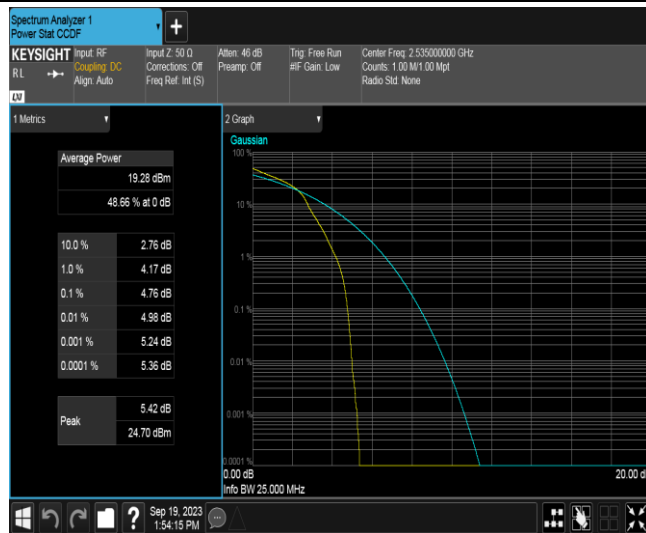 Spectrum Analyzer 1
Power Stat CCDF
+
KEYSIGHT
RL
Input: RF
Coupling: DC
Align: Auto
Input Z: 50 Ω
Corrections: Off
Freq Ref: Int (S)
Atten: 46 dB
Preamp: Off
Trig: Free Run
#IF Gain: Low
Center Freq: 2.535000000 GHz
Counts: 1.00 M/1.00 Mpt
Radio Std: None
1 Metrics
Average Power
19.28 dBm
48.66 % at 0 dB
10.0 % 2.76 dB
1.0 % 4.17 dB
0.1 % 4.76 dB
0.01 % 4.98 dB
0.001 % 5.24 dB
0.0001 % 5.36 dB
Peak
5.42 dB
24.70 dBm
2 Graph
Gaussian
100 %
10 %
1 %
0.1 %
0.01 %
0.001 %
0.0001 %
0.00 dB
20.00 d
Info BW 25.000 MHz
?
Sep 19, 2023
1:54:15 PM